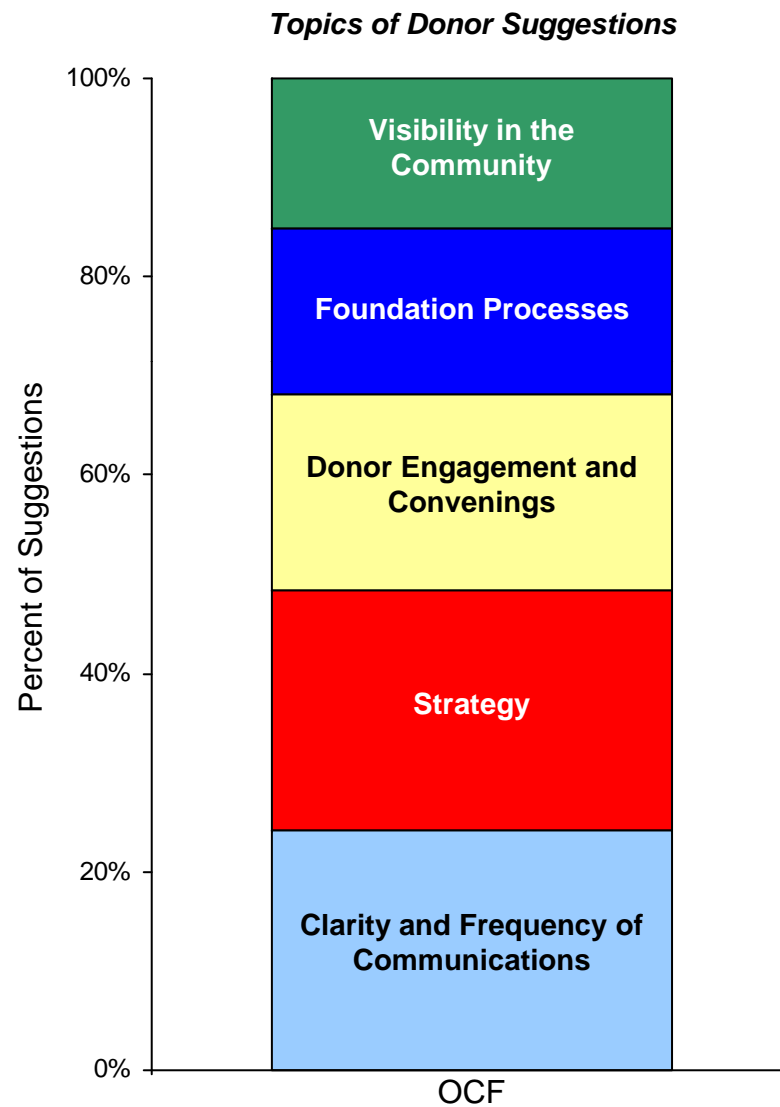 Topics of Donor Suggestions
100%
Visibility in the
Community
80%
Foundation Processes
60%
Donor Engagement and
Convenings
Percent of Suggestions
40%
Strategy
20%
Clarity and Frequency of
Communications
0%
OCF